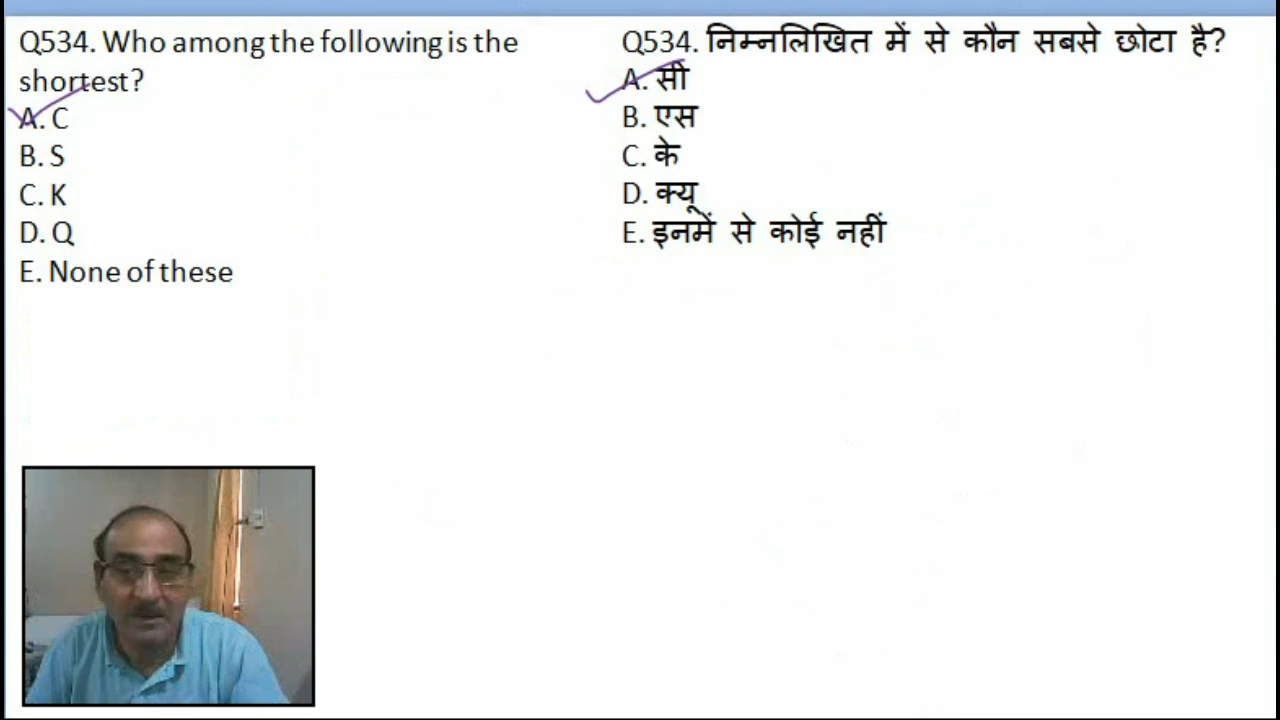 Q534. Who among the following is the
shortest?
A. C
B. S
C. K
D. Q
E. None of these
Q534. निम्नलिखित में से कौन सबसे छोटा है?
A. सी
B. एस
C. के
D. क्यू
E. इनमें से कोई नहीं